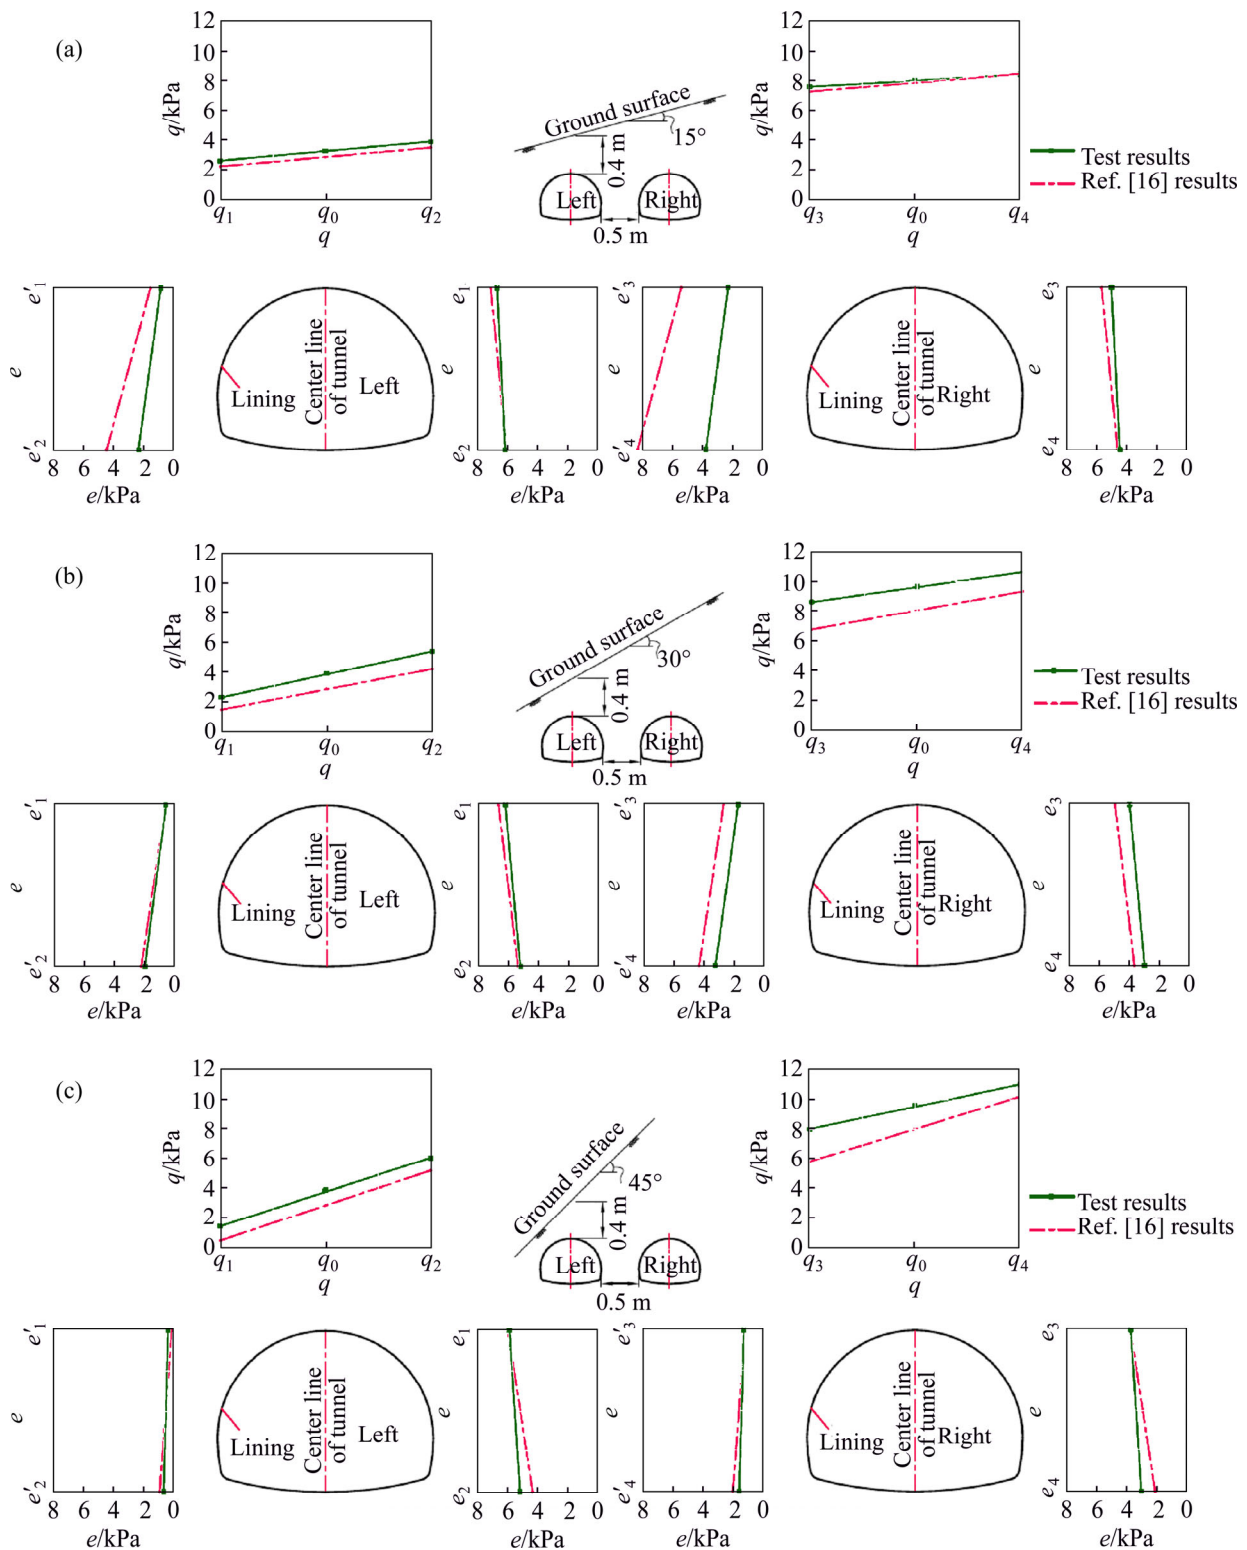 (a)
12
10
8
6
4
2
0
q/kPa
q1
q0
q2
q
Ground surface
15°
0.4 m
Left
Right
0.5 m
12
10
8
6
4
2
0
q/kPa
q3
q0
q4
q
Test results
Ref. [16] results
e′1
e
e′2
8 6 4 2 0
e/kPa
Lining
Center line
of tunnel
Left
e1
e
e2
8 6 4 2 0
e/kPa
e′3
e
e′4
8 6 4 2 0
e/kPa
Lining
Center line
of tunnel
Right
e3
e
e4
8 6 4 2 0
e/kPa
(b)
12
10
8
6
4
2
0
q/kPa
q1
q0
q2
q
Ground surface
30°
0.4 m
Left
Right
0.5 m
12
10
8
6
4
2
0
q/kPa
q3
q0
q4
q
Test results
Ref. [16] results
e′1
e
e′2
8 6 4 2 0
e/kPa
Lining
Center line
of tunnel
Left
e1
e
e2
8 6 4 2 0
e/kPa
e′3
e
e′4
8 6 4 2 0
e/kPa
Lining
Center line
of tunnel
Right
e3
e
e4
8 6 4 2 0
e/kPa
(c)
12
10
8
6
4
2
0
q/kPa
q1
q0
q2
q
Ground surface
45°
0.4 m
Left
Right
0.5 m
12
10
8
6
4
2
0
q/kPa
q3
q0
q4
q
Test results
Ref. [16] results
e′1
e
e′2
8 6 4 2 0
e/kPa
Lining
Center line
of tunnel
Left
e1
e
e2
8 6 4 2 0
e/kPa
e′3
e
e′4
8 6 4 2 0
e/kPa
Lining
Center line
of tunnel
Right
e3
e
e4
8 6 4 2 0
e/kPa